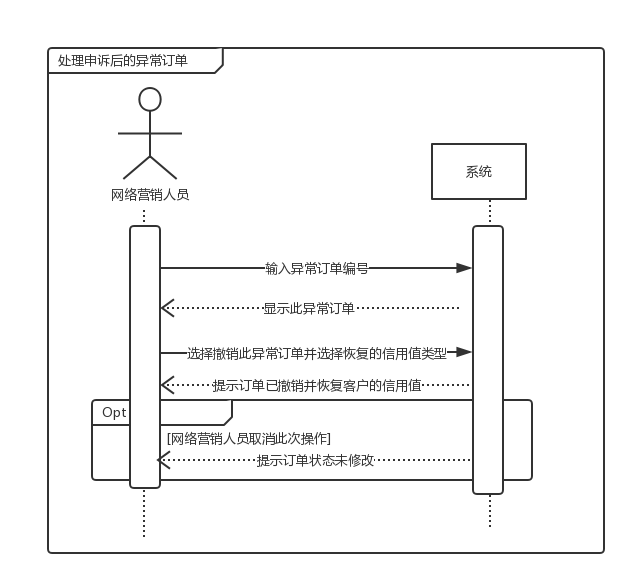 处理申诉后的异常订单
网络营销人员
系统
输入异常订单编号
显示此异常订单
选择撤销此异常订单并选择恢复的信用值类型
提示订单已撤销并恢复客户的信用值
Opt
[网络营销人员取消此次操作]
提示订单状态未修改